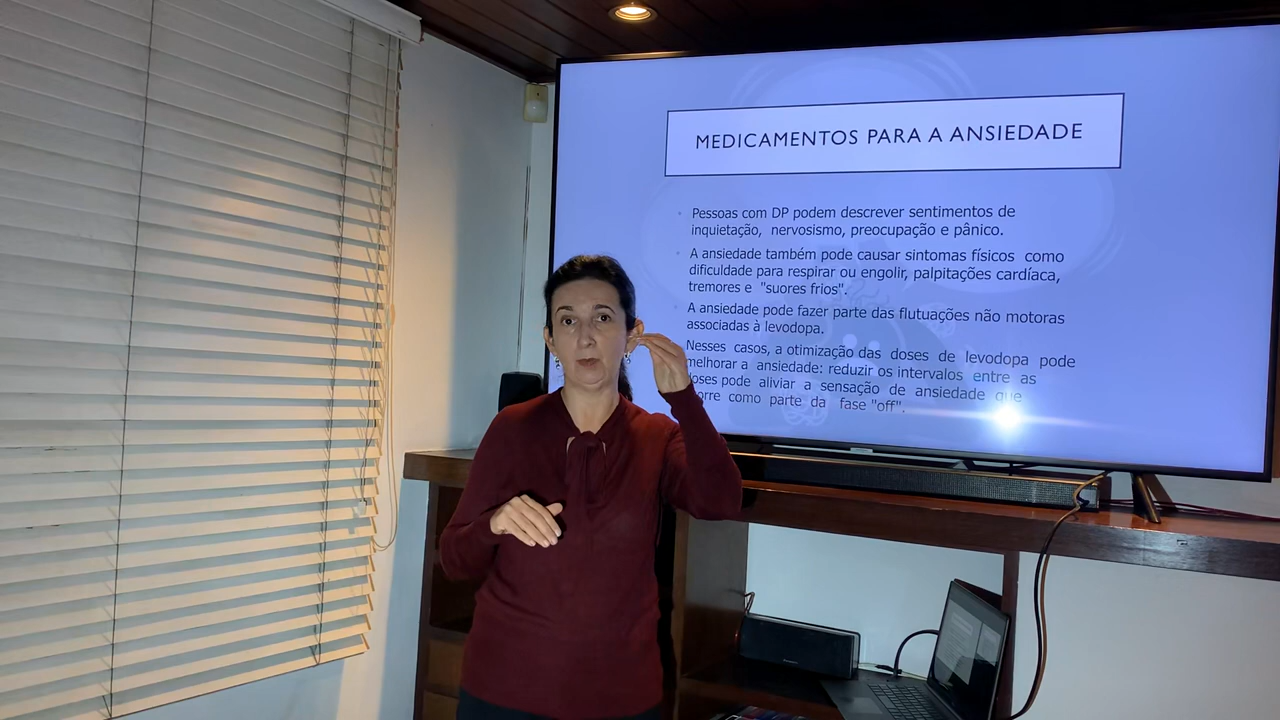 MEDICAMENTOS PARA A ANSIEDADE
Pessoas com DP podem descrever sentimentos de
inquietação, nervosismo, preocupação e pânico.
A ansiedade também pode causar sintomas físicos como
dificuldade para respirar ou engolir, palpitações cardíaca,
tremores e "suores frios".
A ansiedade pode fazer parte das flutuações não motoras
associadas à levodopa.
Nesses casos, a otimização das doses de levodopa pode
melhorar a ansiedade: reduzir os intervalos entre as
doses pode aliviar a sensação de ansiedade que
orre como parte da fase "off".